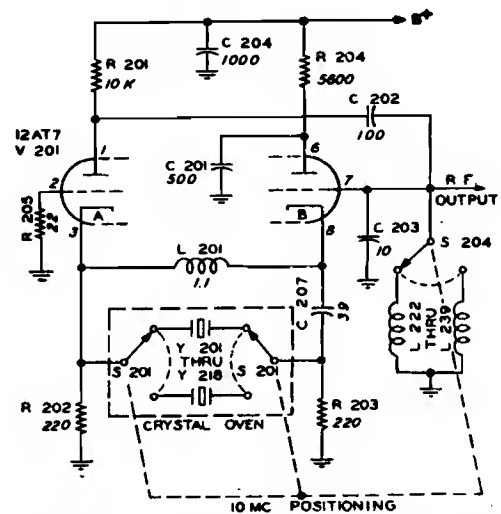 B+
R 201
10 K
C 204
1000
R 204
5600
C 202
100
12AT7
V 201
1
6
C 201
500
2
7
R F
OUTPUT
R 205
22
A
B
3
8
C 203
10
S 204
L 201
1.1
C 207
39
L 222
THRU
L 239
Y 201
THRU
Y 218
S 201
S 201
R 202
220
R 203
220
CRYSTAL OVEN
10 MC POSITIONING